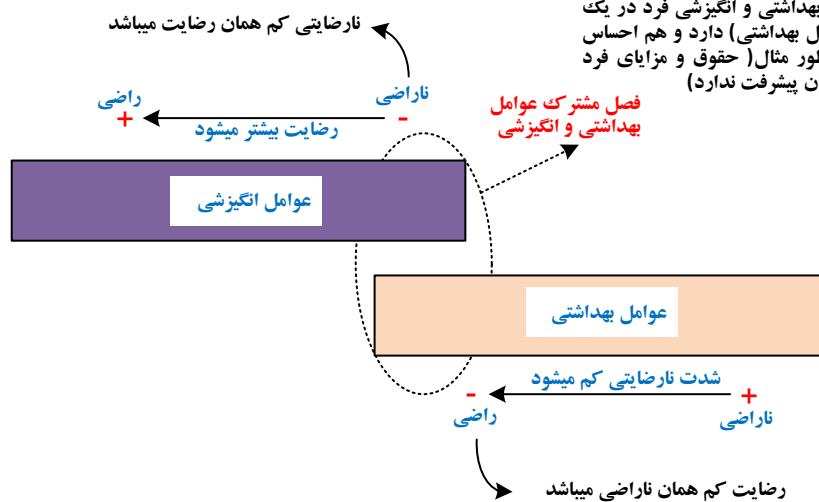 بهداشتی و انگیزشی فرد در یک
ل بهداشتی) دارد و هم احساس
طور مثال( حقوق و مزایای فرد
ن پیشرفت ندارد)
نارضایتی کم همان رضایت میباشد
راضی
ناراضی
+
-
رضایت بیشتر میشود
فصل مشترک عوامل
بهداشتی و انگیزشی
عوامل انگیزشی
عوامل بهداشتی
شدت نارضایتی کم میشود
+
-
ناراضی
راضی
رضایت کم همان ناراضی میباشد